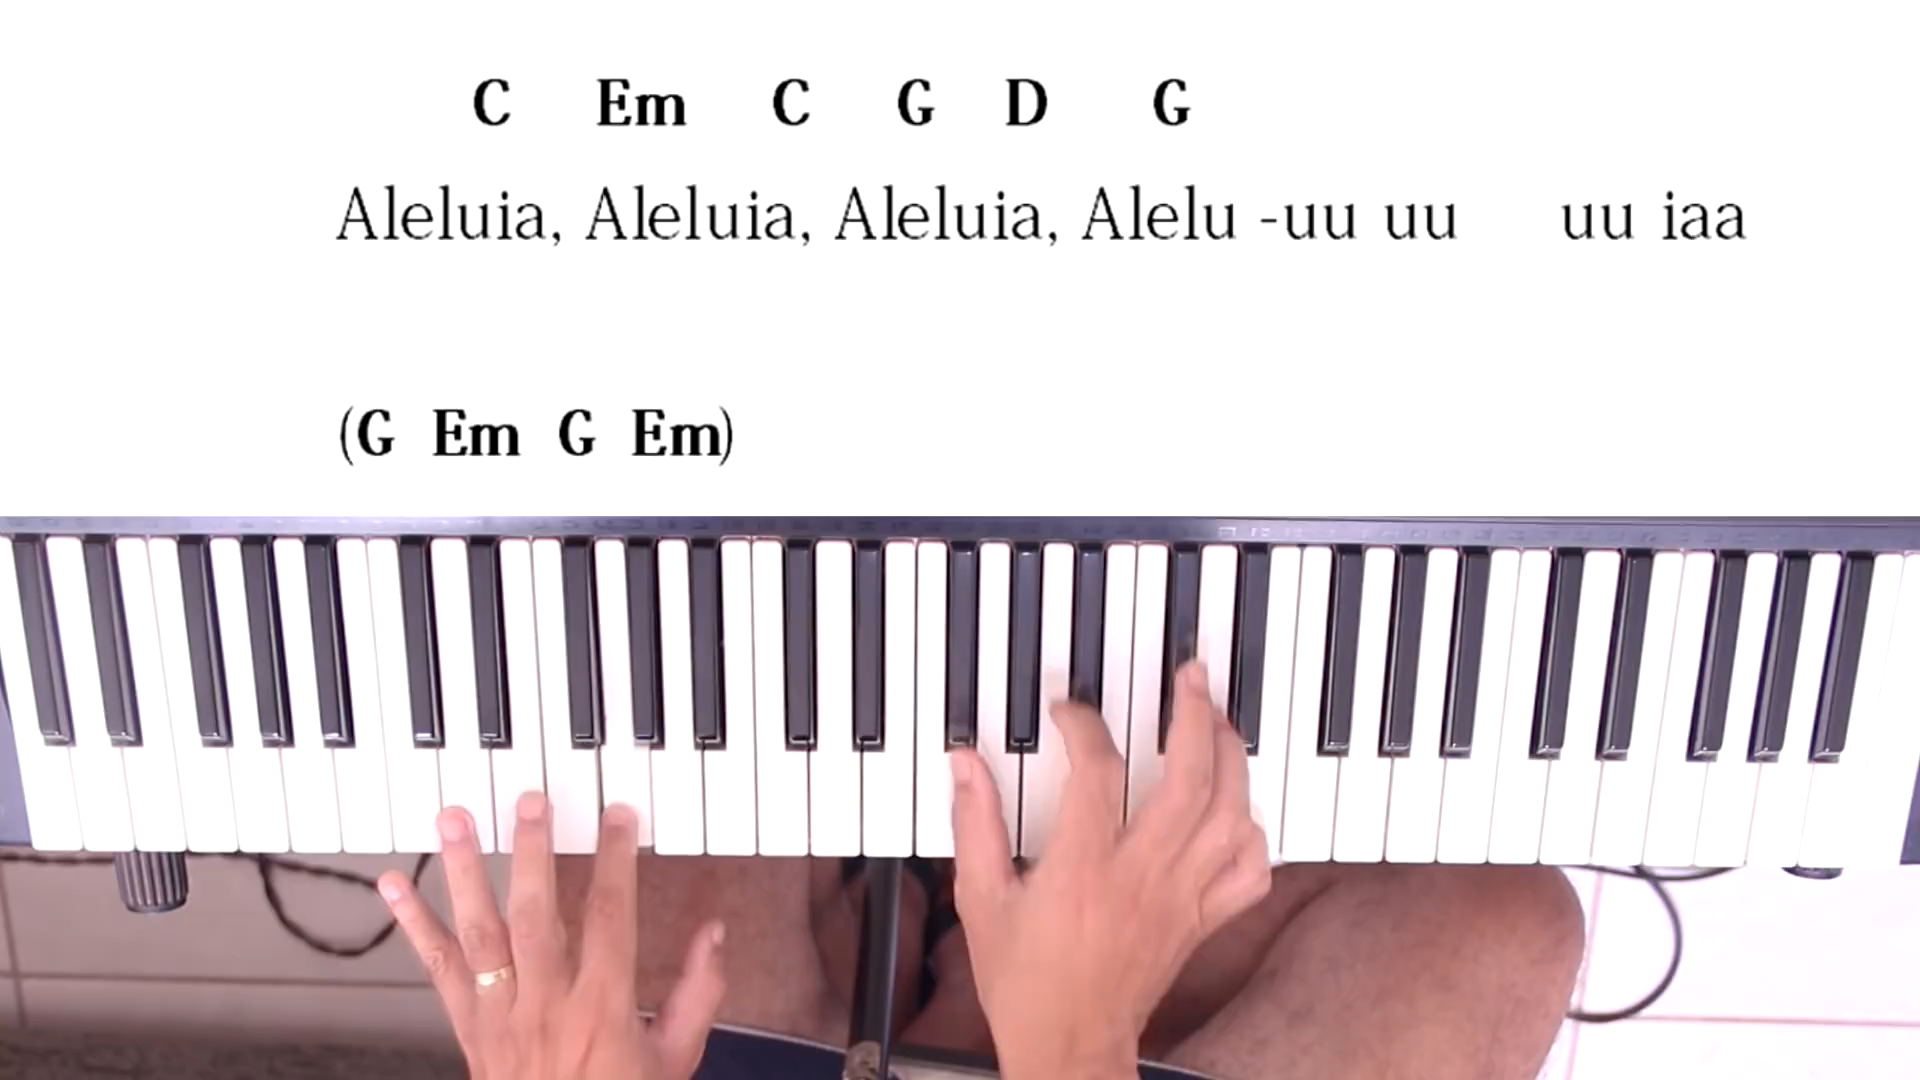 C Em C G D G
Aleluia, Aleluia, Aleluia, Alelu -uu uu uu iaa
(G Em G Em)